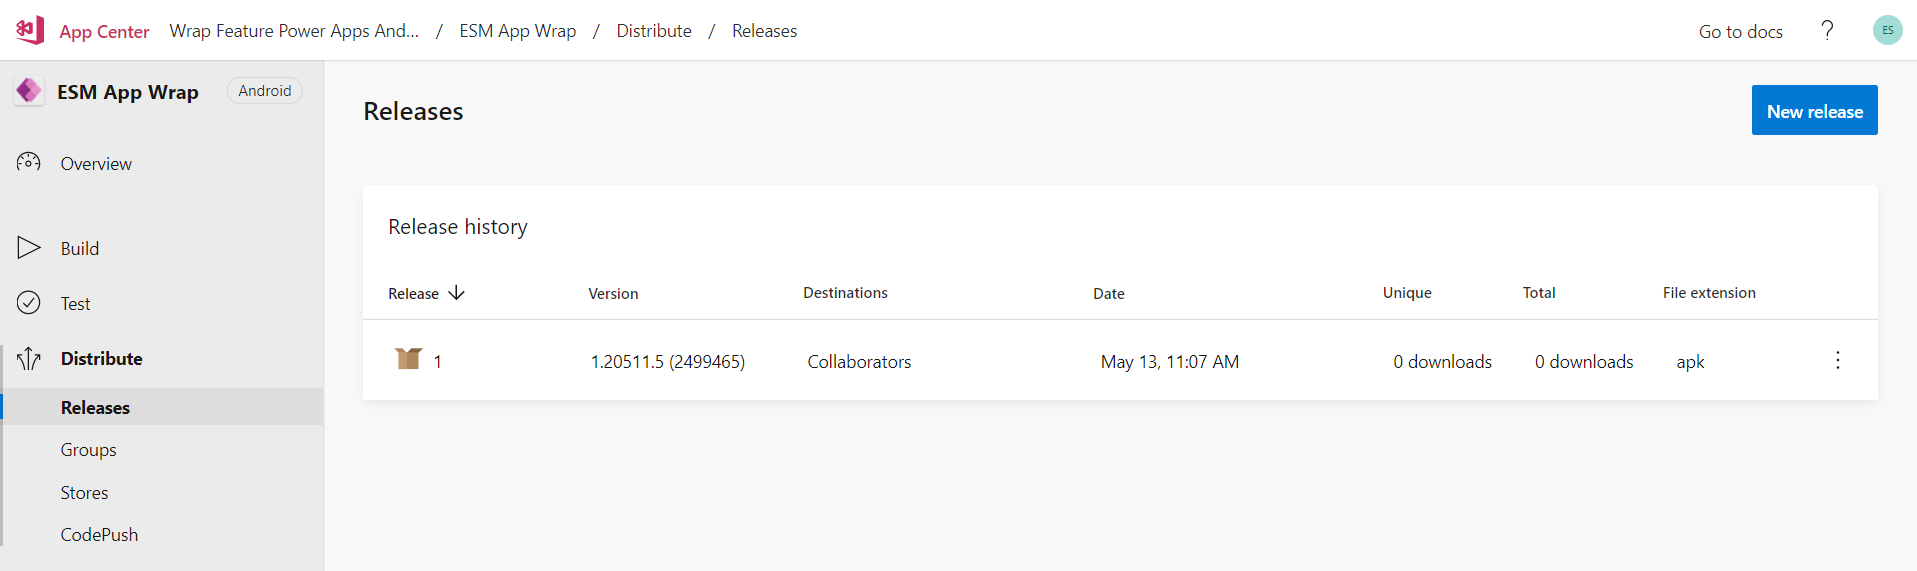 App Center Wrap Feature Power Apps And... / ESM App Wrap / Distribute / Releases Go to docs ? ES
ESM App Wrap Android
Overview
Build
Test
Distribute
Releases
Groups
Stores
CodePush
Releases
New release
Release history
Release Version Destinations Date Unique Total File extension
1 1.20511.5 (2499465) Collaborators May 13, 11:07 AM 0 downloads 0 downloads apk